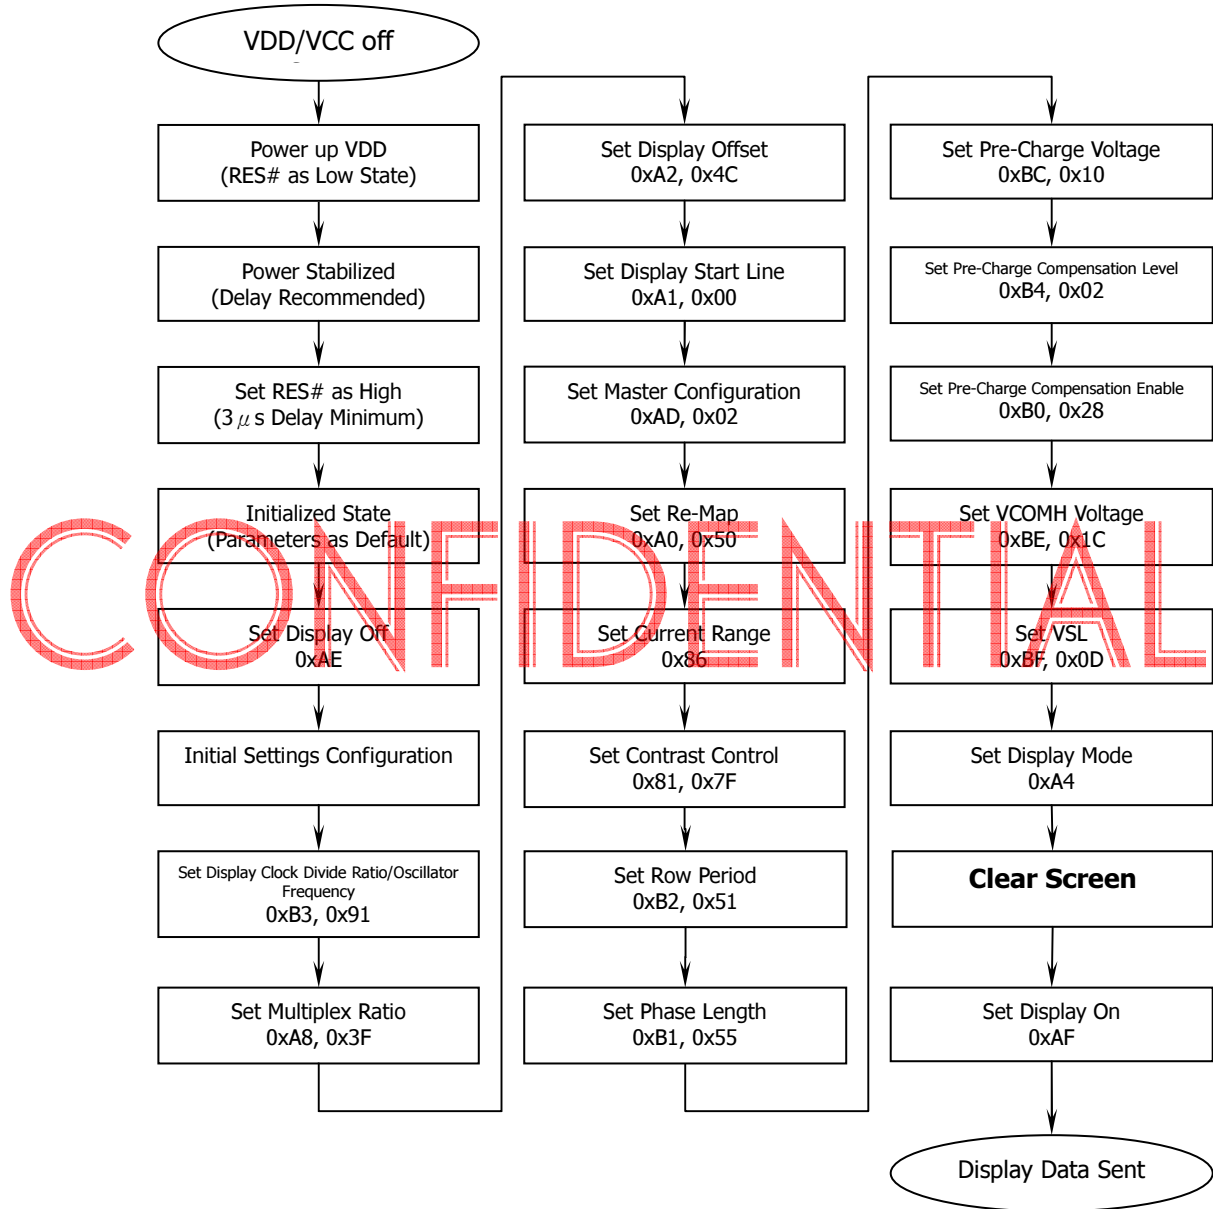 VDD/VCC off
Power up VDD
(RES# as Low State)
Power Stabilized
(Delay Recommended)
Set RES# as High
(3 μs Delay Minimum)
Initialized State
(Parameters as Default)
Set Display Off
0xAE
Initial Settings Configuration
Set Display Clock Divide Ratio/Oscillator
Frequency
0xB3, 0x91
Set Multiplex Ratio
0xA8, 0x3F
Set Display Offset
0xA2, 0x4C
Set Display Start Line
0xA1, 0x00
Set Master Configuration
0xAD, 0x02
Set Re-Map
0xA0, 0x50
Set Current Range
0x86
Set Contrast Control
0x81, 0x7F
Set Row Period
0xB2, 0x51
Set Phase Length
0xB1, 0x55
Set Pre-Charge Voltage
0xBC, 0x10
Set Pre-Charge Compensation Level
0xB4, 0x02
Set Pre-Charge Compensation Enable
0xB0, 0x28
Set VCOMH Voltage
0xBE, 0x1C
Set VSL
0xBF, 0x0D
Set Display Mode
0xA4
Clear Screen
Set Display On
0xAF
Display Data Sent
CONFIDENTIAL